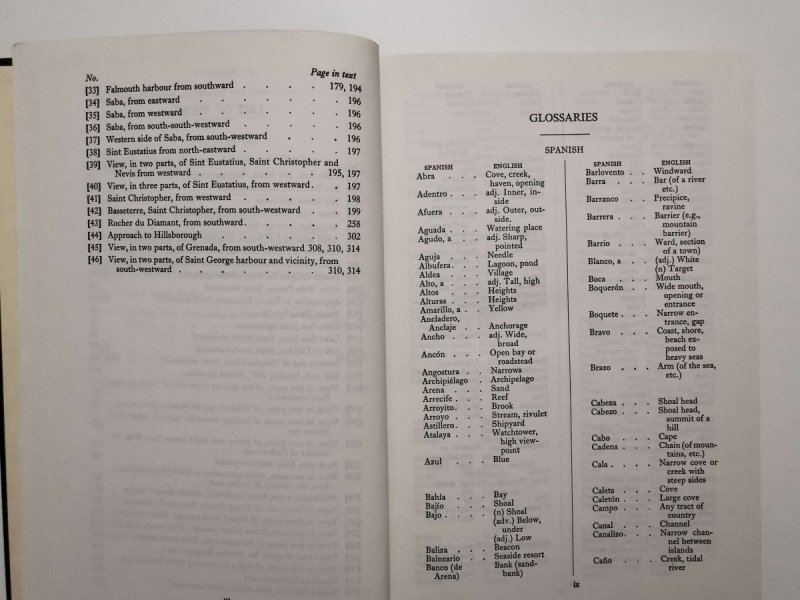 No. Page in text
[33] Falmouth harbour from southward . . . . 179, 194
[34] Saba, from eastward . . . . . . . 196
[35] Saba, from westward . . . . . . . 196
[36] Saba, from south-south-westward . . . . . 196
[37] Western side of Saba, from south-westward . . . 196
[38] Sint Eustatius from north-eastward . . . . . 197
[39] View, in two parts, of Sint Eustatius, Saint Christopher and
Nevis from westward . . . . . . 195, 197
[40] View, in three parts, of Sint Eustatius, from westward . . 197
[41] Saint Christopher, from westward . . . . . 198
[42] Basseterre, Saint Christopher, from south-westward . . 199
[43] Rocher du Diamant, from southward . . . . . 258
[44] Approach to Hillsborough . . . . . . 302
[45] View, in two parts, of Grenada, from south-westward 308, 310, 314
[46] View, in two parts, of Saint George harbour and vicinity, from
south-westward . . . . . . . 310, 314
GLOSSARIES
SPANISH
SPANISH ENGLISH
Abra . . . Cove, creek,
haven, opening
Adentro . . . adj. Inner, in-
side
Afuera . . . adj. Outer, out-
side.
Aguada . . . Watering place
Agudo, a . . . adj. Sharp,
pointed
Aguja . . . Needle
Albufera . . . Lagoon, pond
Aldea . . . Village
Alto, a . . . adj. Tall, high
Altos . . . Heights
Alturas . . . Heights
Amarillo, a . . Yellow
Ancladero,
Anclaje . . . Anchorage
Ancho . . . adj. Wide,
broad
Ancón . . . Open bay or
roadstead
Angostura . . . Narrows
Archipiélago . . Archipelago
Arena . . . Sand
Arrecife . . . Reef
Arroyito . . . Brook
Arroyo . . . Stream, rivulet
Astillero . . . Shipyard
Atalaya . . . Watchtower,
high view-
point
Azul . . . Blue
Bahía . . . Bay
Bajío . . . Shoal
Bajo . . . . (n) Shoal
(adv.) Below,
under
(adj.) Low
Baliza . . . Beacon
Balneario . . . Seaside resort
Banco (de Bank (sand-
Arena) bank)
SPANISH ENGLISH
Barlovento . . Windward
Barra . . . Bar (of a river
etc.)
Barranco . . . Precipice,
ravine
Barrera . . . Barrier (e.g.,
mountain
barrier)
Barrio . . . Ward, section
of a town)
Blanco, a . . . (adj.) White
(n) Target
Boca . . . Mouth
Boquerón . . . Wide mouth,
opening or
entrance
Boquete . . . Narrow en-
trance, gap
Bravo . . . Coast, shore,
beach ex-
posed to
heavy seas
Brazo . . . Arm (of the sea,
etc.)
Cabeza . . . Shoal head
Cabezo . . . Shoal head,
summit of a
hill
Cabo . . . Cape
Cadena . . . Chain (of moun-
tains, etc.)
Cala . . . . Narrow cove or
creek with
steep sides
Caleta . . . Cove
Caletón . . . Large cove
Campo . . . Any tract of
country
Canal . . . Channel
Canalizo . . . Narrow chan-
nel between
islands
Caño . . . Creek, tidal
river
ix